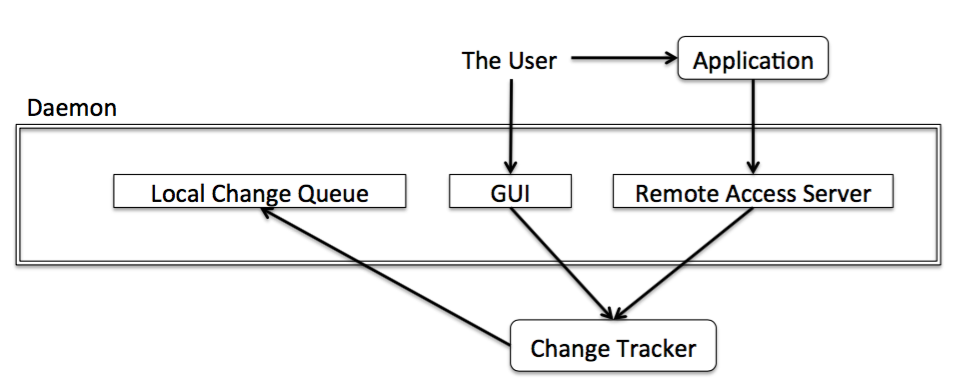 The User
Application
Daemon
Local Change Queue
GUI
Remote Access Server
Change Tracker